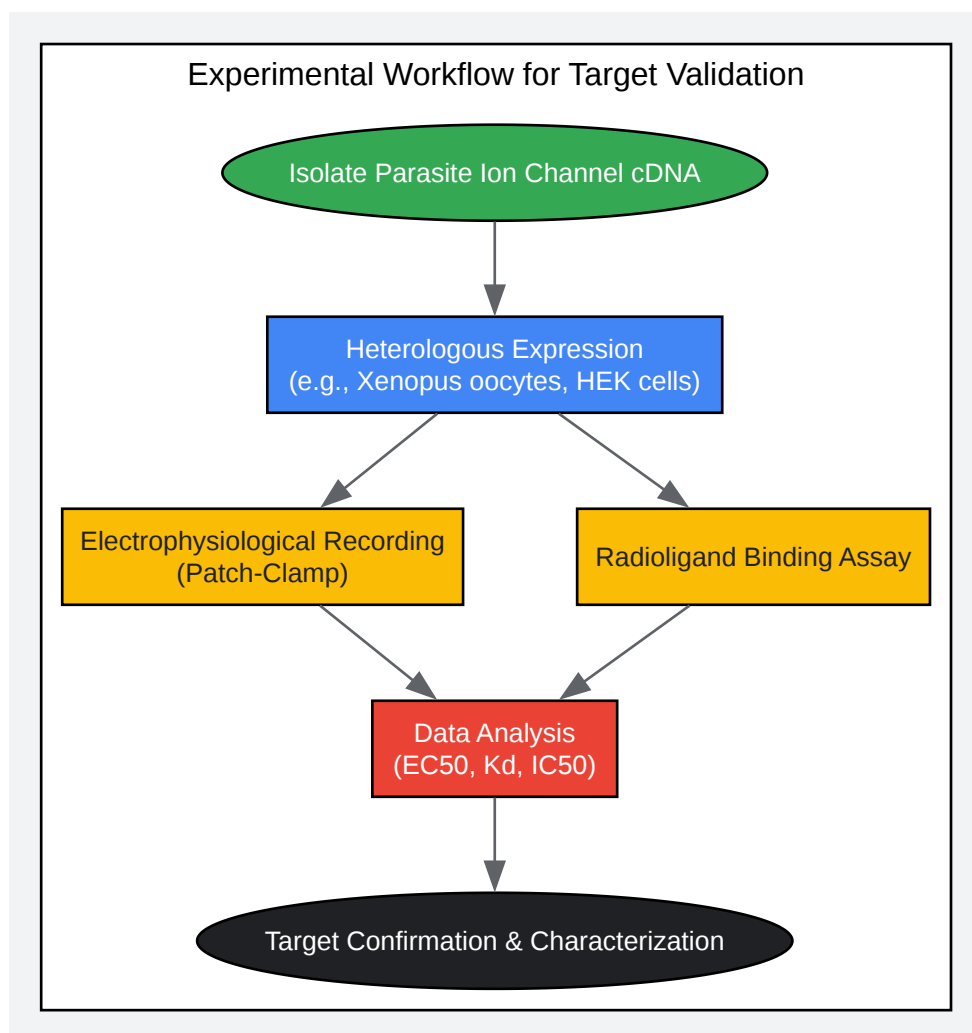 Experimental Workflow for Target Validation
Isolate Parasite Ion Channel cDNA
Heterologous Expression
(e.g., Xenopus oocytes, HEK cells)
Electrophysiological Recording
(Patch-Clamp)
Radioligand Binding Assay
Data Analysis
(EC50, Kd, IC50)
Target Confirmation & Characterization